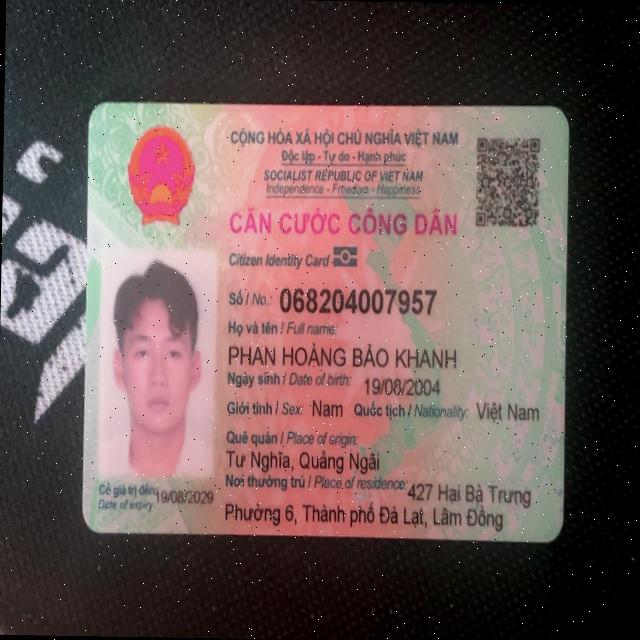 CỘNG HÒA XÃ HỘI CHỦ NGHĨA VIỆT NAM
Độc lập - Tự do - Hạnh phúc
SOCIALIST REPUBLIC OF VIET NAM
Independence - Freedom - Happiness
CĂN CƯỚC CÔNG DÂN
Citizen Identity Card
Số / No.: 068204007957
Họ và tên / Full name:
PHAN HOÀNG BẢO KHANH
Ngày sinh / Date of birth: 19/08/2004
Giới tính / Sex: Nam Quốc tịch / Nationality: Việt Nam
Quê quán / Place of origin:
Tư Nghĩa, Quảng Ngãi
Nơi thường trú / Place of residence: 427 Hai Bà Trưng
Phường 6, Thành phố Đà Lạt, Lâm Đồng
Có giá trị đến: 19/08/2029
Date of expiry